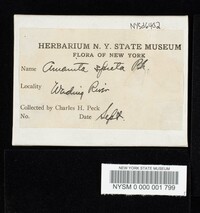 NYSf6452
HERBARIUM N. Y. STATE MUSEUM
FLORA OF NEW YORK
Name Amanita spreta Pk.
Locality Wading River
Collected by Charles H. Peck
No. Date Sept.
NEW YORK STATE MUSEUM
NYSM 0 000 001 799